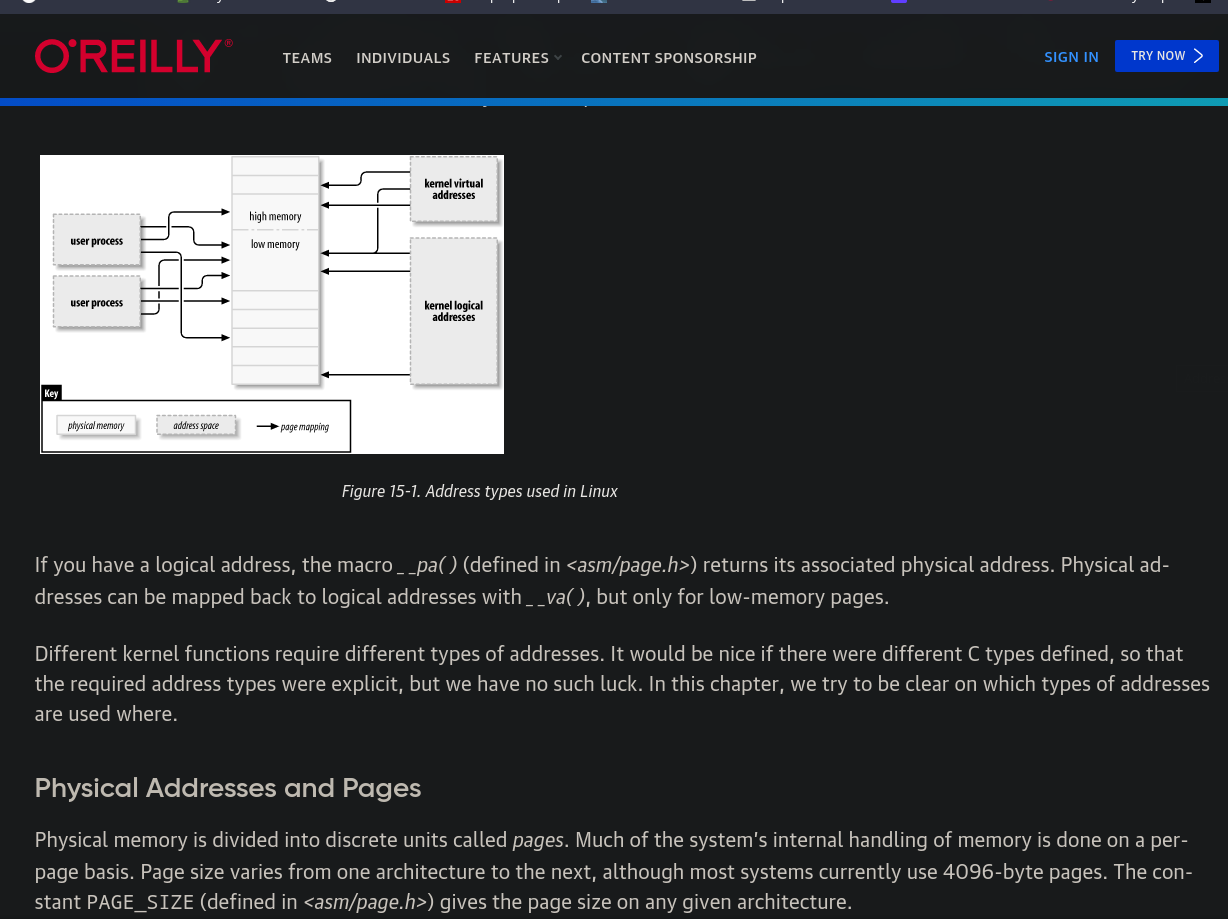 O'REILLY®
TEAMS INDIVIDUALS FEATURES CONTENT SPONSORSHIP SIGN IN TRY NOW
kernel virtual
addresses
high memory
low memory
user process
user process
kernel logical
addresses
Key
physical memory address space page mapping
Figure 15-1. Address types used in Linux
If you have a logical address, the macro _ _pa( ) (defined in <asm/page.h>) returns its associated physical address. Physical ad-
dresses can be mapped back to logical addresses with _ _va( ), but only for low-memory pages.
Different kernel functions require different types of addresses. It would be nice if there were different C types defined, so that
the required address types were explicit, but we have no such luck. In this chapter, we try to be clear on which types of addresses
are used where.
Physical Addresses and Pages
Physical memory is divided into discrete units called pages. Much of the system’s internal handling of memory is done on a per-
page basis. Page size varies from one architecture to the next, although most systems currently use 4096-byte pages. The con-
stant PAGE_SIZE (defined in <asm/page.h>) gives the page size on any given architecture.